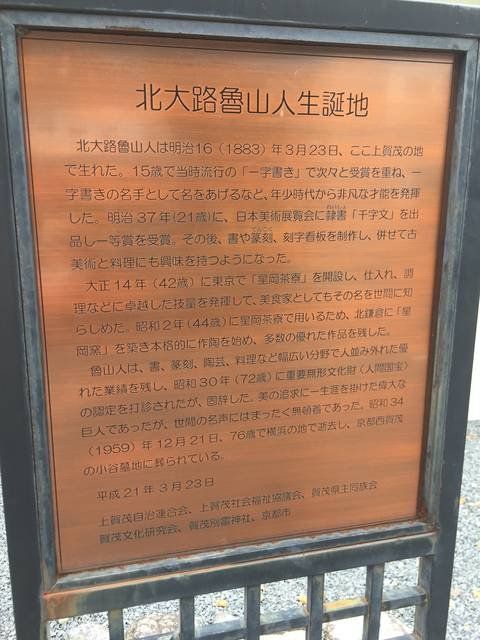 北大路魯山人生誕地
北大路魯山人は明治16（1883）年3月23日、ここ上賀茂の地
で生れた。15歳で当時流行の「一字書き」で次々と受賞を重ね、一
字書きの名手として名をあげるなど、年少時代から非凡な才能を発揮
した。明治37年（21歳）に、日本美術展覧会に隷書「千字文」を出
品し一等賞を受賞。その後、書や篆刻、刻字看板を制作し、併せて古
美術と料理にも興味を持つようになった。
大正14年（42歳）に東京で「星岡茶寮」を開設し、仕入れ、調
理などに卓越した技量を発揮して、美食家としてもその名を世間に知
らしめた。昭和2年（44歳）に星岡茶寮で用いるため、北鎌倉に「星
岡窯」を築き本格的に作陶を始め、多数の優れた作品を残した。
魯山人は、書、篆刻、陶芸、料理など幅広い分野で人並み外れた優
れた業績を残し、昭和30年（72歳）に重要無形文化財〈人間国宝〉
の認定を打診されたが、固辞した。美の追求に一生涯を掛けた偉大な
巨人であったが、世間の名声にはまったく無頓着であった。昭和34
（1959）年12月21日、76歳で横浜の地で逝去し、京都西賀茂
の小谷墓地に葬られている。
平成21年3月23日
上賀茂自治連合会、上賀茂社会福祉協議会、賀茂県主同族会
賀茂文化研究会、賀茂別雷神社、京都市